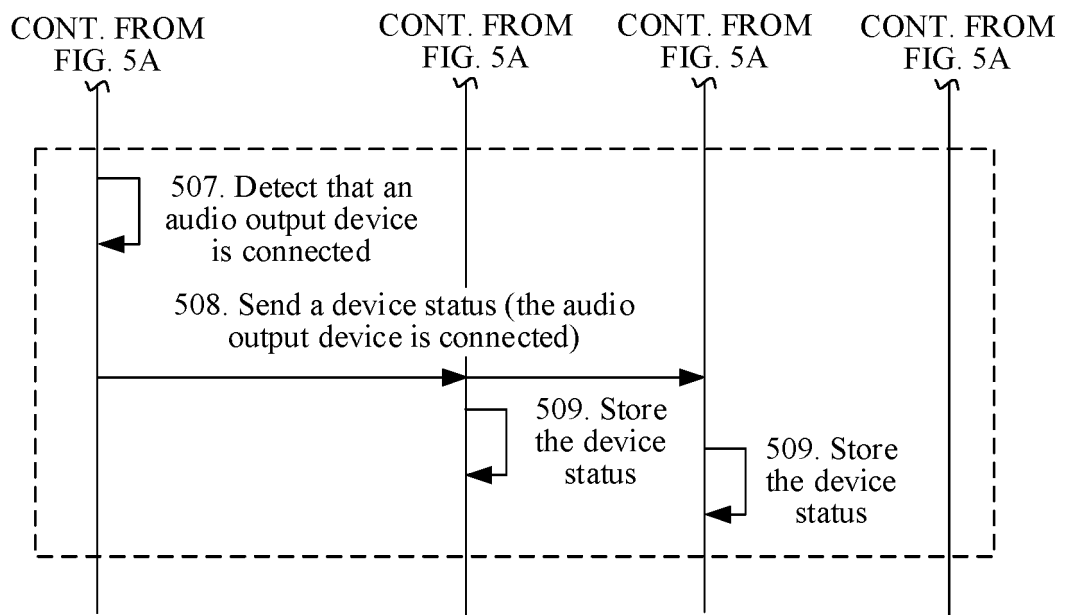 CONT. FROM
FIG. 5A
CONT. FROM
FIG. 5A
CONT. FROM
FIG. 5A
CONT. FROM
FIG. 5A
507. Detect that an
audio output device
is connected
508. Send a device status (the audio
output device is connected)
509. Store
the device
status
509. Store
the device
status